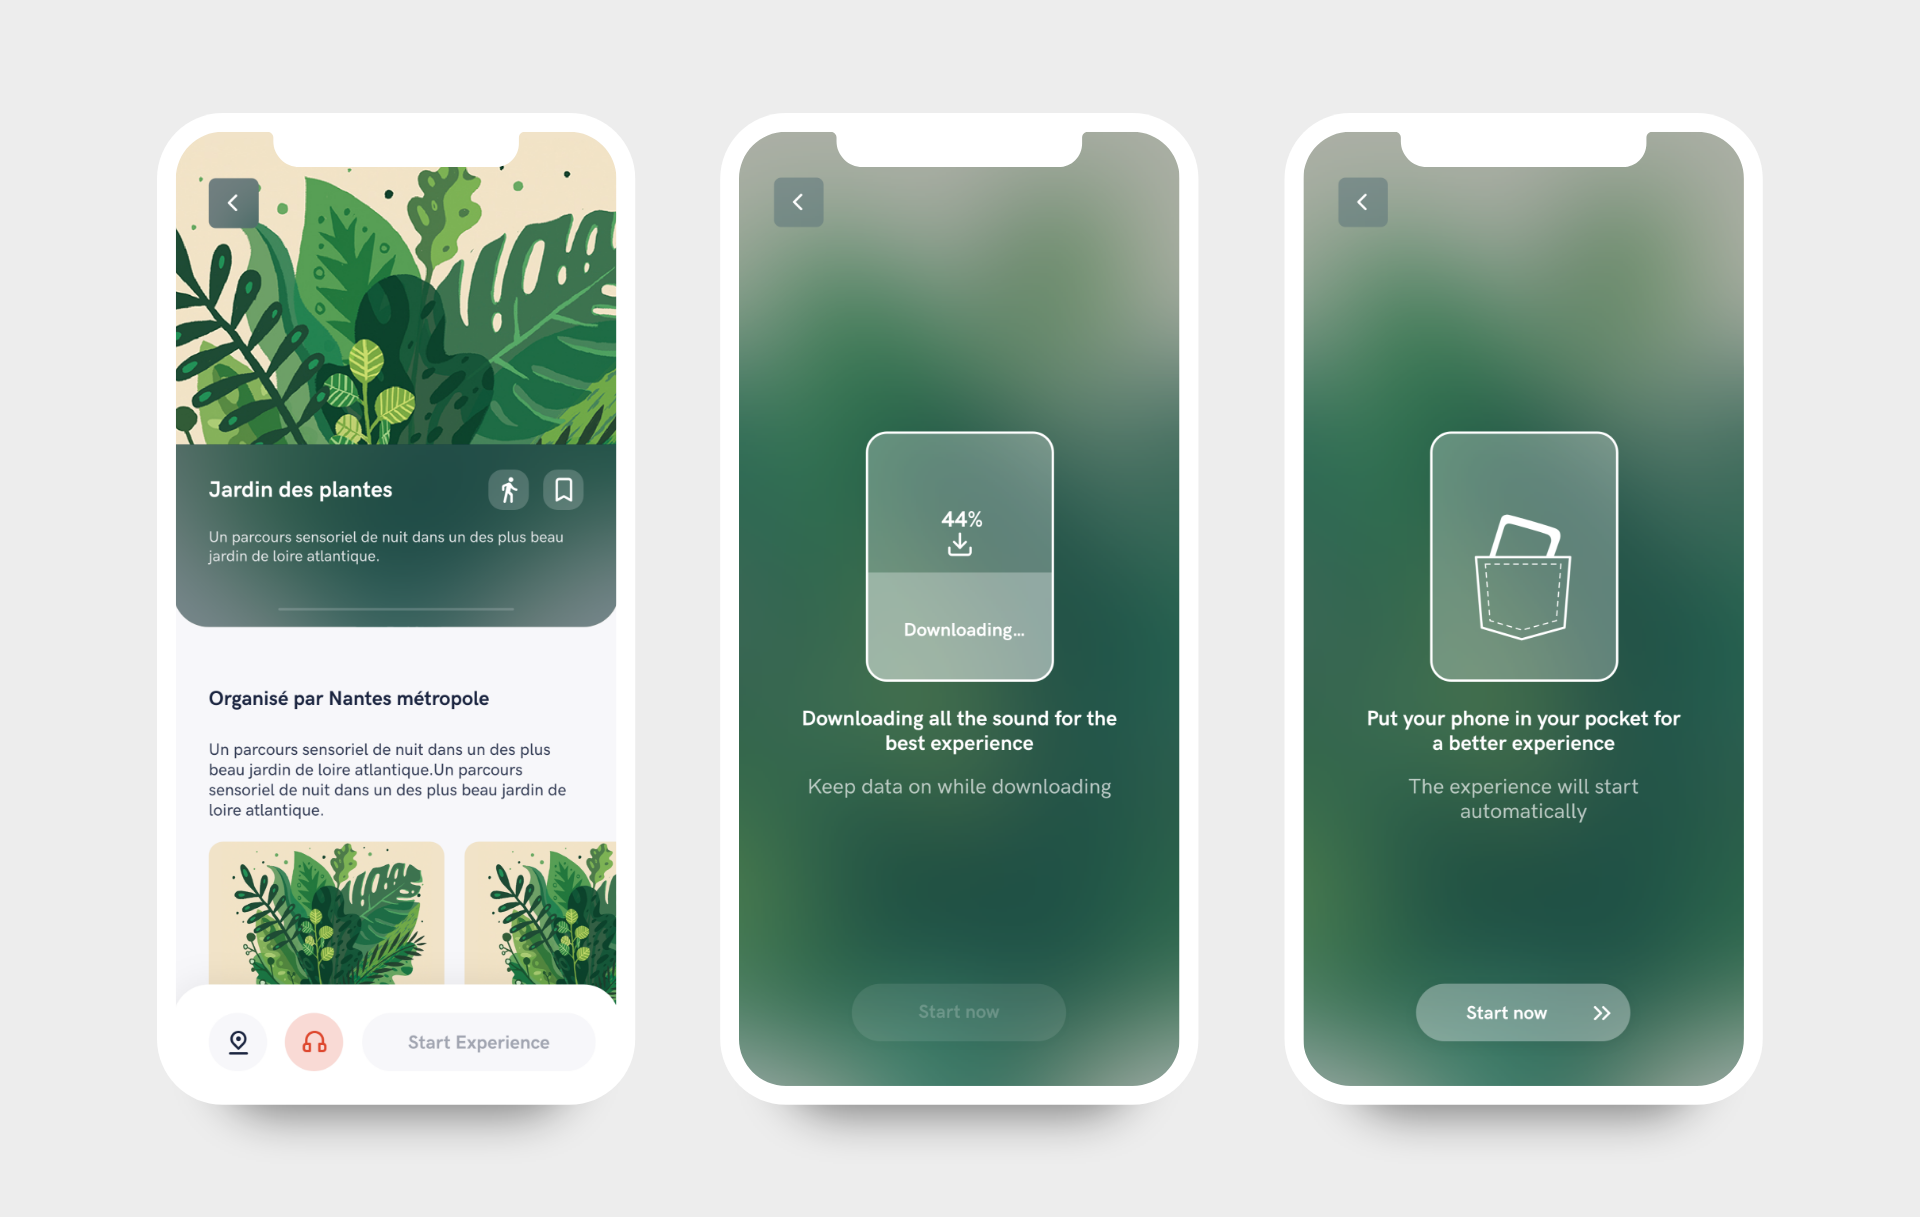 Jardin des plantes
Un parcours sensoriel de nuit dans un des plus beau
jardin de loire atlantique.
Organisé par Nantes métropole
Un parcours sensoriel de nuit dans un des plus
beau jardin de loire atlantique.Un parcours
sensoriel de nuit dans un des plus beau jardin de
loire atlantique.
Start Experience
44%
Downloading...
Downloading all the sound for the
best experience
Keep data on while downloading
Start now
Put your phone in your pocket for
a better experience
The experience will start
automatically
Start now